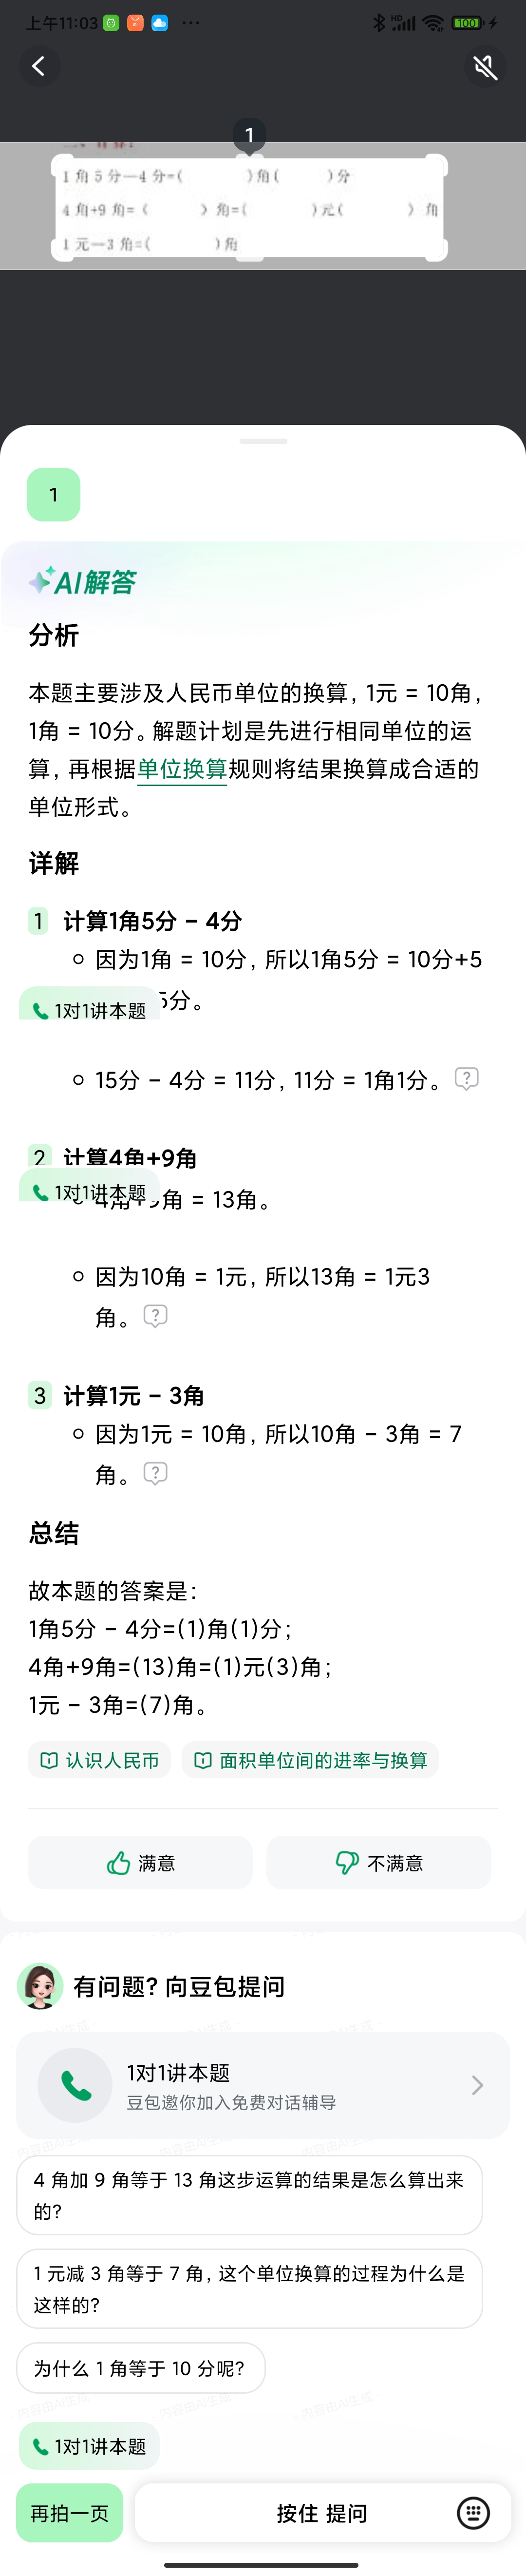 上午11:03
HD
100
1
1 角 5 分—4 分=( )角( )分
4 角+9 角=( )角=( )元( )角
1 元—3 角=( )角
1
AI解答
分析
本题主要涉及人民币单位的换算，1元 = 10角，
1角 = 10分。解题计划是先进行相同单位的运
算，再根据单位换算规则将结果换算成合适的
单位形式。
详解
1 计算1角5分 − 4分
因为1角 = 10分，所以1角5分 = 10分+5
5分。
1对1讲本题
15分 − 4分 = 11分，11分 = 1角1分。
2 计算4角+9角
4角+9角 = 13角。
1对1讲本题
因为10角 = 1元，所以13角 = 1元3
角。
3 计算1元 − 3角
因为1元 = 10角，所以10角 − 3角 = 7
角。
总结
故本题的答案是：
1角5分 − 4分=(1)角(1)分；
4角+9角=(13)角=(1)元(3)角；
1元 − 3角=(7)角。
认识人民币 面积单位间的进率与换算
满意 不满意
有问题? 向豆包提问
1对1讲本题
豆包邀你加入免费对话辅导
4 角加 9 角等于 13 角这步运算的结果是怎么算出来
的?
1 元减 3 角等于 7 角，这个单位换算的过程为什么是
这样的?
为什么 1 角等于 10 分呢?
内容由AI生成
1对1讲本题
再拍一页 按住 提问